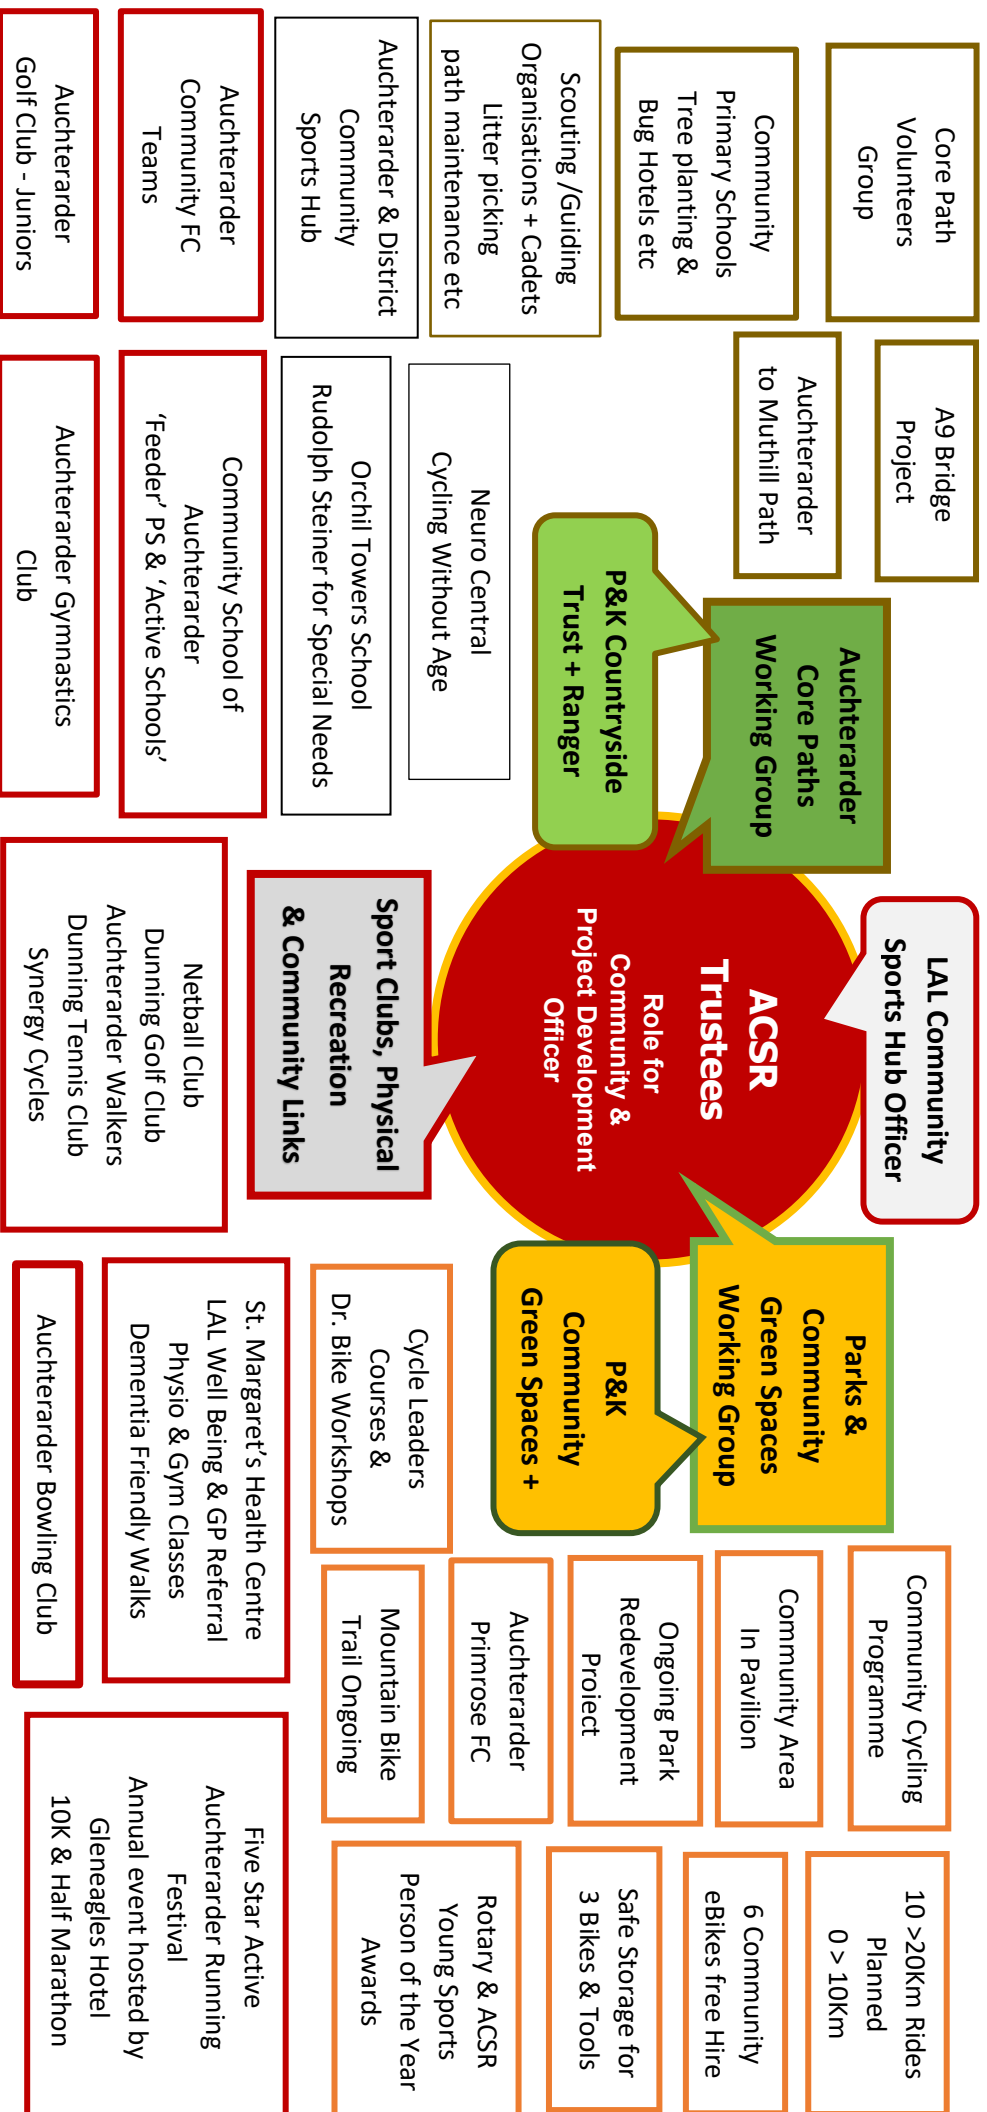 Core Path
Volunteers
Group
A9 Bridge
Project
Auchterarder
to Muthill Path
Community
Primary Schools
Tree planting &
Bug Hotels etc
Scouting /Guiding
Organisations + Cadets
Litter picking
path maintenance etc
Auchterarder & District
Community
Sports Hub
Auchterarder
Community FC
Teams
Auchterarder
Golf Club - Juniors
Neuro Central
Cycling Without Age
Orchil Towers School
Rudolph Steiner for Special Needs
Community School of
Auchterarder
‘Feeder’ PS & ‘Active Schools’
Auchterarder Gymnastics
Club
Auchterarder
Core Paths
Working Group
P&K Countryside
Trust + Ranger
LAL Community
Sports Hub Officer
ACSR
Trustees
Role for
Community &
Project Development
Officer
Sport Clubs, Physical
Recreation
& Community Links
Netball Club
Dunning Golf Club
Auchterarder Walkers
Dunning Tennis Club
Synergy Cycles
Parks &
Community
Green Spaces
Working Group
P&K
Community
Green Spaces +
Cycle Leaders
Courses &
Dr. Bike Workshops
St. Margaret’s Health Centre
LAL Well Being & GP Referral
Physio & Gym Classes
Dementia Friendly Walks
Auchterarder Bowling Club
Community Cycling
Programme
Community Area
In Pavilion
Ongoing Park
Redevelopment
Project
Auchterarder
Primrose FC
Mountain Bike
Trail Ongoing
10 >20Km Rides
Planned
0 > 10Km
6 Community
eBikes free Hire
Safe Storage for
3 Bikes & Tools
Rotary & ACSR
Young Sports
Person of the Year
Awards
Five Star Active
Auchterarder Running
Festival
Annual event hosted by
Gleneagles Hotel
10K & Half Marathon